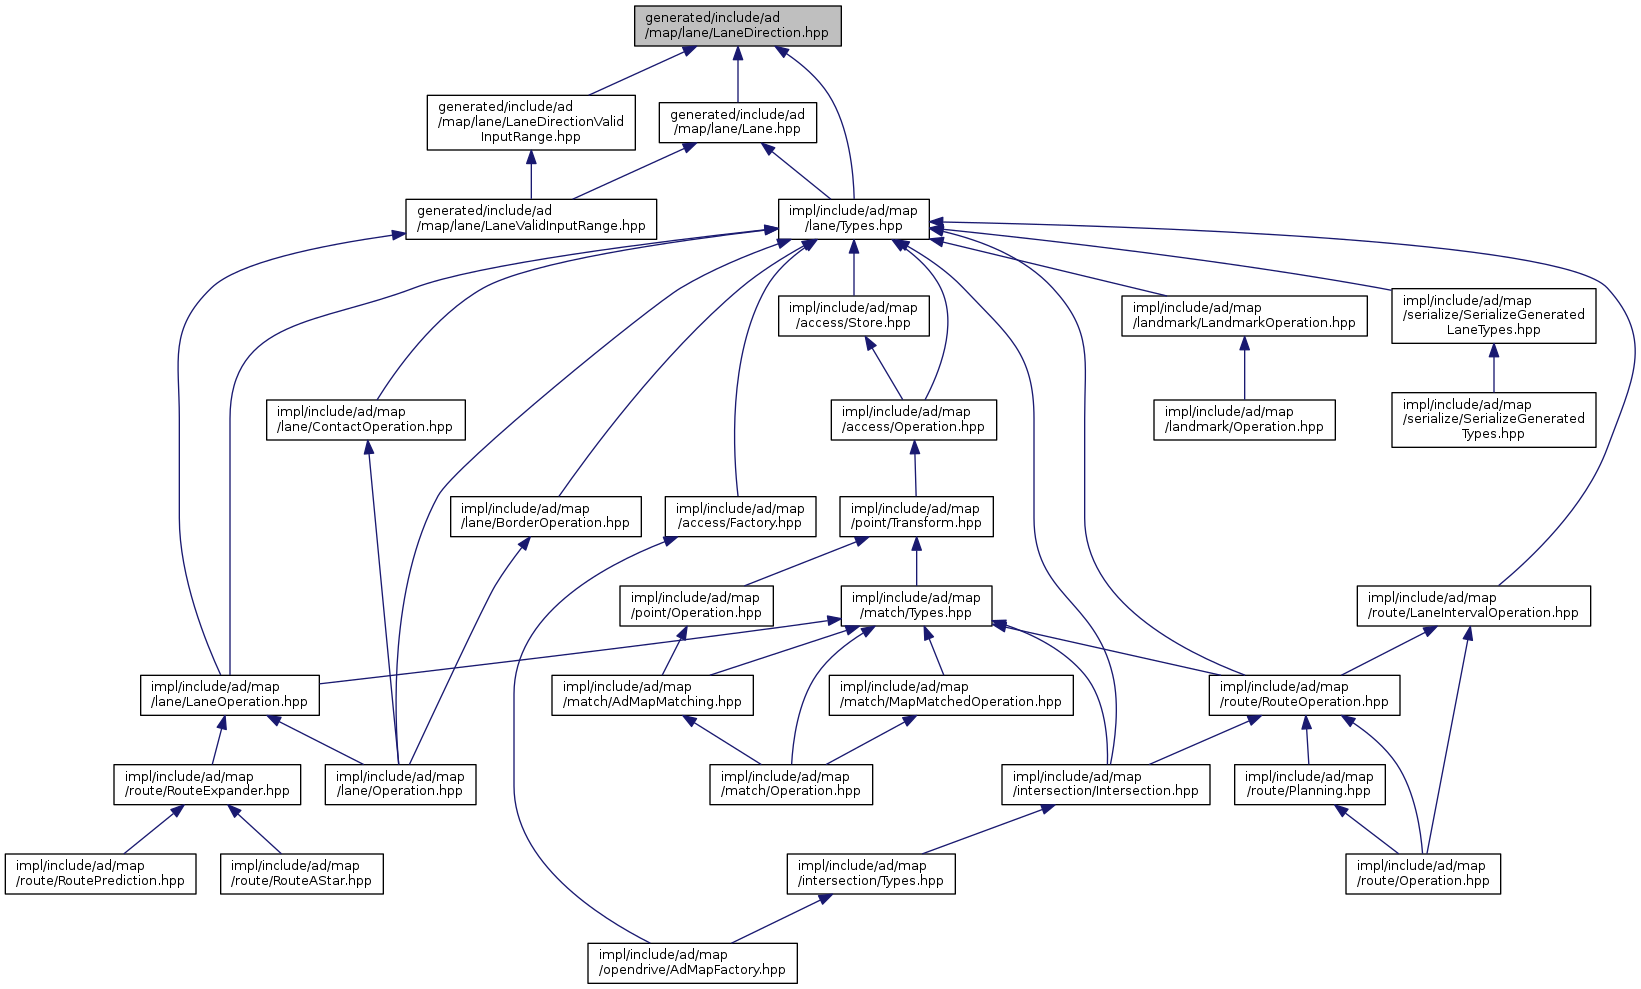 generated/include/ad
/map/lane/LaneDirection.hpp
generated/include/ad
/map/lane/LaneDirectionValid
InputRange.hpp
generated/include/ad
/map/lane/Lane.hpp
generated/include/ad
/map/lane/LaneValidInputRange.hpp
impl/include/ad/map
/lane/Types.hpp
impl/include/ad/map
/access/Store.hpp
impl/include/ad/map
/landmark/LandmarkOperation.hpp
impl/include/ad/map
/serialize/SerializeGenerated
LaneTypes.hpp
impl/include/ad/map
/lane/ContactOperation.hpp
impl/include/ad/map
/access/Operation.hpp
impl/include/ad/map
/landmark/Operation.hpp
impl/include/ad/map
/serialize/SerializeGenerated
Types.hpp
impl/include/ad/map
/lane/BorderOperation.hpp
impl/include/ad/map
/access/Factory.hpp
impl/include/ad/map
/point/Transform.hpp
impl/include/ad/map
/point/Operation.hpp
impl/include/ad/map
/match/Types.hpp
impl/include/ad/map
/route/LaneIntervalOperation.hpp
impl/include/ad/map
/lane/LaneOperation.hpp
impl/include/ad/map
/match/AdMapMatching.hpp
impl/include/ad/map
/match/MapMatchedOperation.hpp
impl/include/ad/map
/route/RouteOperation.hpp
impl/include/ad/map
/route/RouteExpander.hpp
impl/include/ad/map
/lane/Operation.hpp
impl/include/ad/map
/match/Operation.hpp
impl/include/ad/map
/intersection/Intersection.hpp
impl/include/ad/map
/route/Planning.hpp
impl/include/ad/map
/route/RoutePrediction.hpp
impl/include/ad/map
/route/RouteAStar.hpp
impl/include/ad/map
/intersection/Types.hpp
impl/include/ad/map
/route/Operation.hpp
impl/include/ad/map
/opendrive/AdMapFactory.hpp